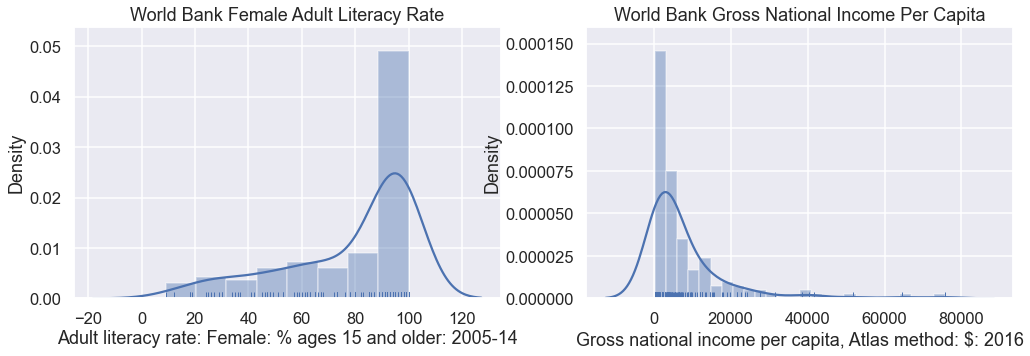 World Bank Female Adult Literacy Rate
0.05
0.04
0.03
0.02
0.01
0.00
Density
−20 0 20 40 60 80 100 120
Adult literacy rate: Female: % ages 15 and older: 2005-14
World Bank Gross National Income Per Capita
0.000150
0.000125
0.000100
0.000075
0.000050
0.000025
0.000000
Density
0 20000 40000 60000 80000
Gross national income per capita, Atlas method: $: 2016